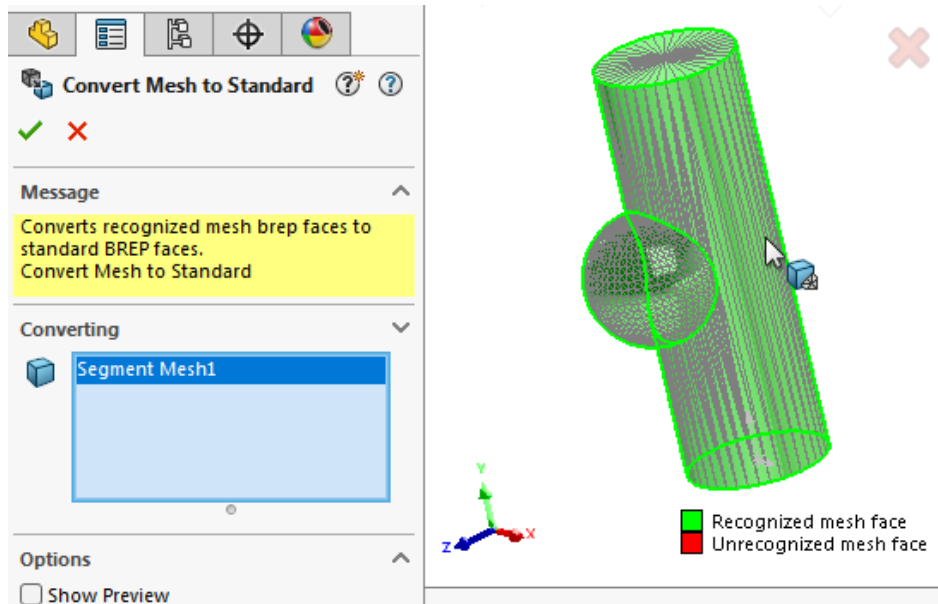 Convert Mesh to Standard
Message
Converts recognized mesh brep faces to
standard BREP faces.
Convert Mesh to Standard
Converting
Segment Mesh1
Options
Show Preview
Y
X
Z
Recognized mesh face
Unrecognized mesh face